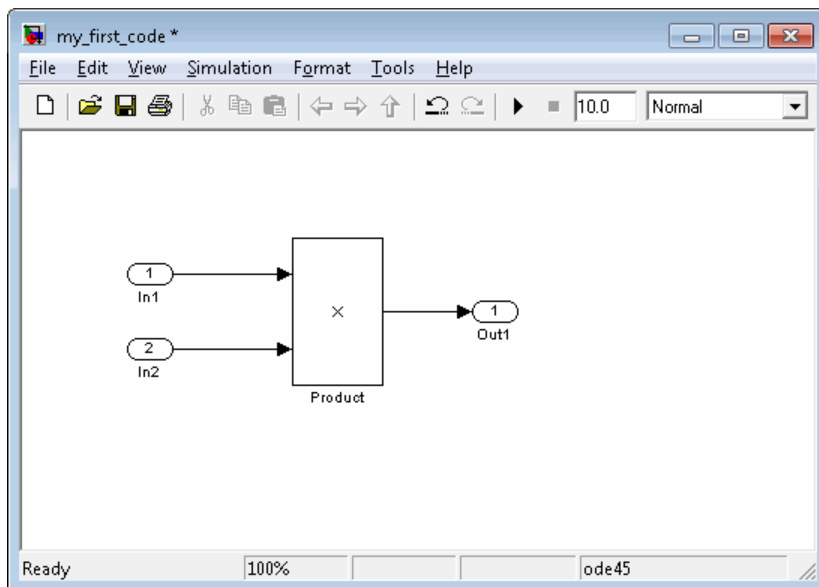 my_first_code *
File Edit View Simulation Format Tools Help
10.0 Normal
1
In1
2
In2
×
Product
1
Out1
Ready 100% ode45